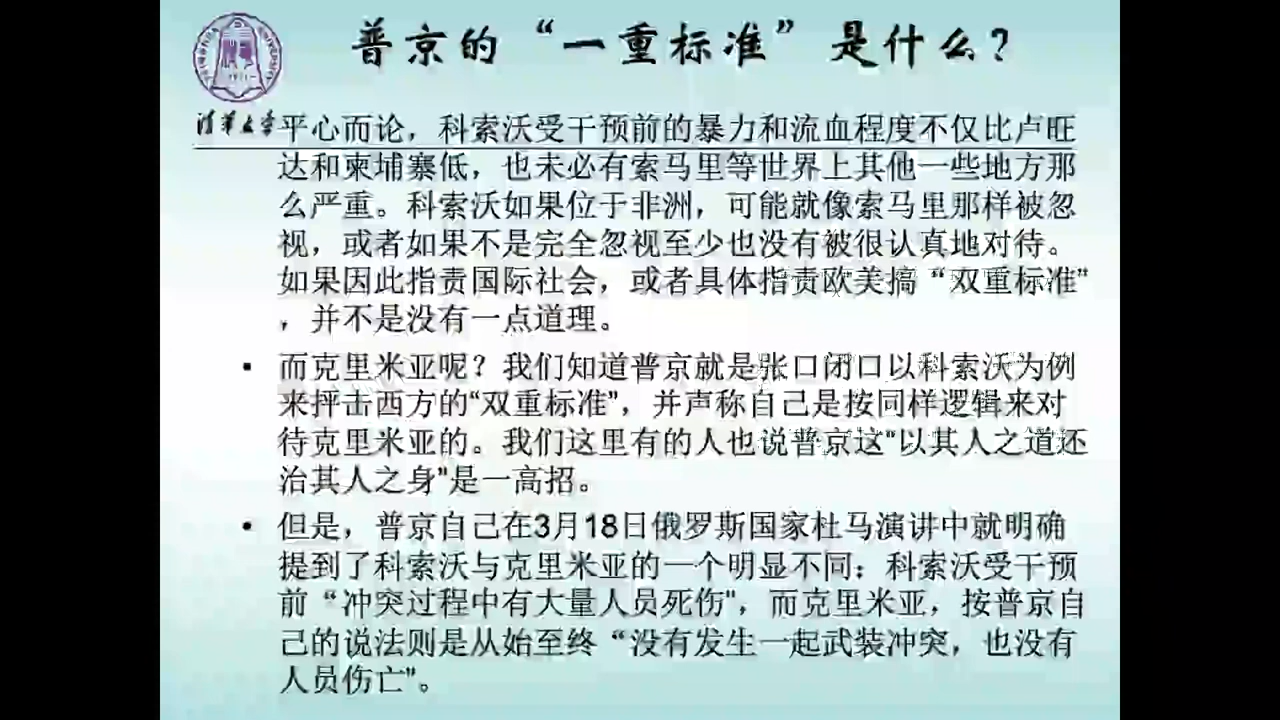 普京的“一重标准”是什么?
清华大学
平心而论，科索沃受干预前的暴力和流血程度不仅比卢旺
达和柬埔寨低，也未必有索马里等世界上其他一些地方那
么严重。科索沃如果位于非洲，可能就像索马里那样被忽
视，或者如果不是完全忽视至少也没有被很认真地对待。
如果因此指责国际社会，或者具体指责欧美搞“双重标准”
，并不是没有一点道理。
• 而克里米亚呢？我们知道普京就是张口闭口以科索沃为例
来抨击西方的“双重标准”，并声称自己是按同样逻辑来对
待克里米亚的。我们这里有的人也说普京这“以其人之道还
治其人之身”是一高招。
• 但是，普京自己在3月18日俄罗斯国家杜马演讲中就明确
提到了科索沃与克里米亚的一个明显不同：科索沃受干预
前“冲突过程中有大量人员死伤"，而克里米亚，按普京自
己的说法则是从始至终“没有发生一起武装冲突，也没有
人员伤亡"。